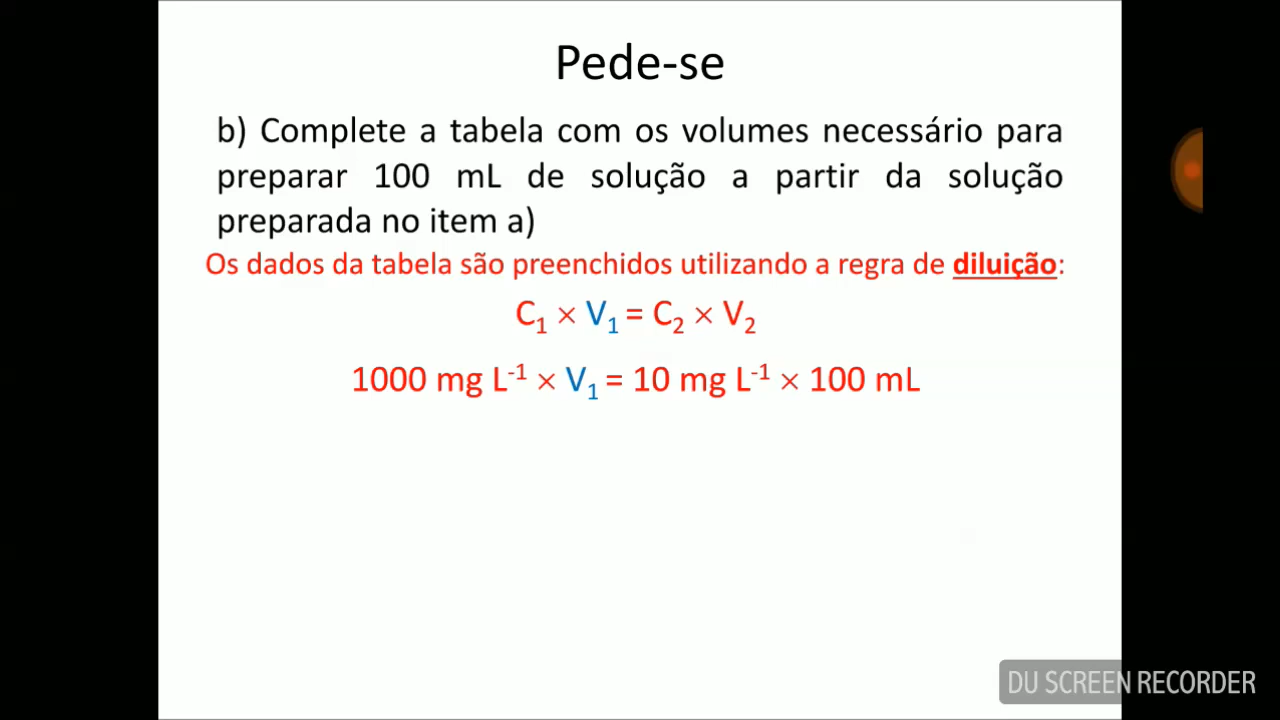 Pede-se
b) Complete a tabela com os volumes necessário para
preparar 100 mL de solução a partir da solução
preparada no item a)
Os dados da tabela são preenchidos utilizando a regra de diluição:
C₁ × V₁ = C₂ × V₂
1000 mg L⁻¹ × V₁ = 10 mg L⁻¹ × 100 mL
DU SCREEN RECORDER